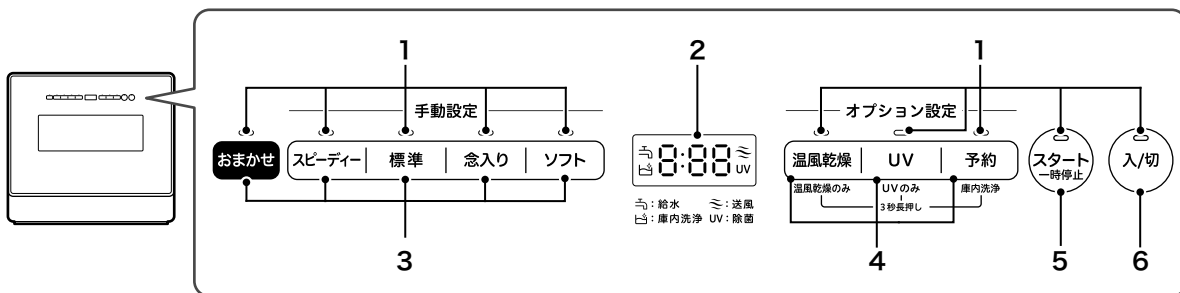 1
2
1
手動設定
オプション設定
おまかせ
スピーディー
標準
念入り
ソフト
8:88
UV
温風乾燥
UV
予約
スタート
一時停止
入/切
温風乾燥のみ
UVのみ
庫内洗浄
3秒長押し
:給水
:送風
:庫内洗浄
UV:除菌
3
4
5
6